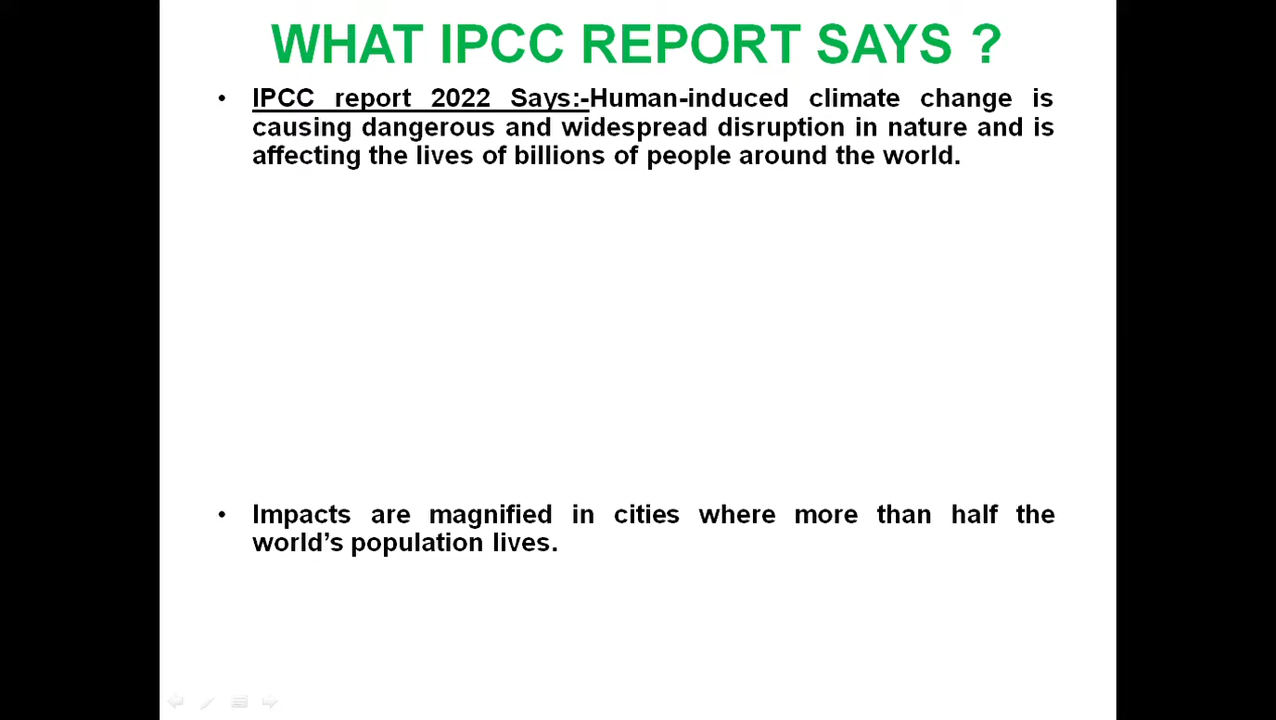 WHAT IPCC REPORT SAYS ?
• IPCC report 2022 Says:-Human-induced climate change is
causing dangerous and widespread disruption in nature and is
affecting the lives of billions of people around the world.
• Impacts are magnified in cities where more than half the
world’s population lives.